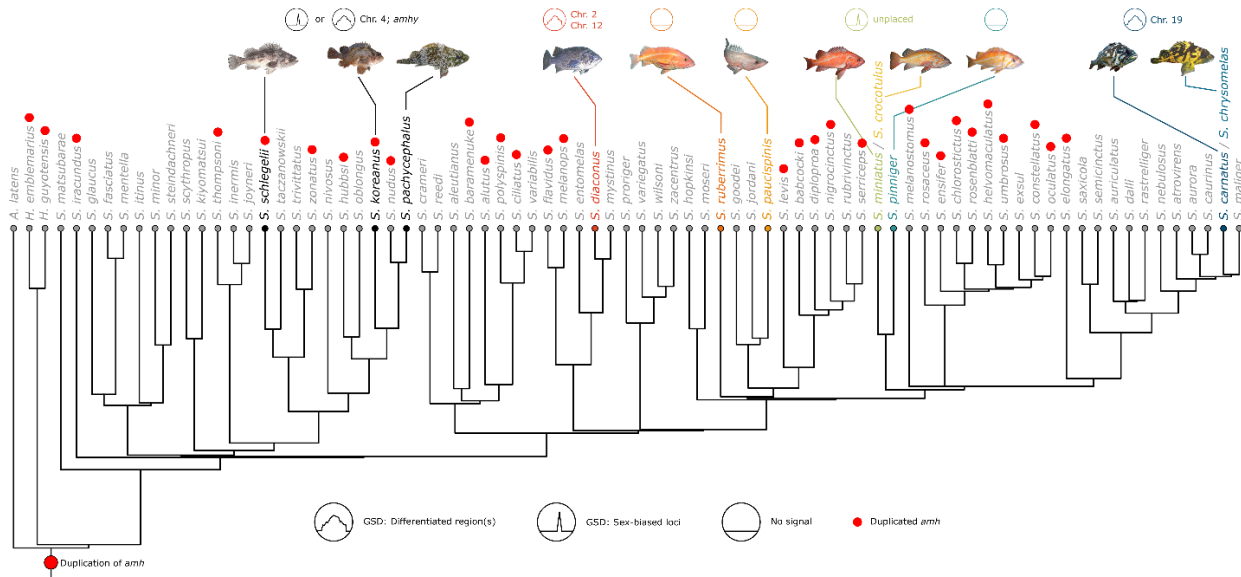 or
Chr. 4; amhy
Chr. 2
Chr. 12
unplaced
Chr. 19
A. latens
H. emblemarius
H. guyotensis
S. matsubarae
S. iracundus
S. glaucus
S. fasciatus
S. mentella
S. itinus
S. minor
S. steindachneri
S. scythropus
S. kiyomatsui
S. thompsoni
S. inermis
S. joyneri
S. schlegelii
S. taczanowskii
S. trivittatus
S. zonatus
S. nivosus
S. hubbsi
S. oblongus
S. koreanus
S. nudus
S. pachycephalus
S. crameri
S. reedi
S. aleutianus
S. baramenuke
S. alutus
S. polyspinis
S. ciliatus
S. variabilis
S. flavidus
S. melanops
S. entomelas
S. diaconus
S. mystinus
S. proriger
S. variegatus
S. wilsoni
S. zacentrus
S. hopkinsi
S. moseri
S. ruberrimus
S. goodei
S. jordani
S. paucispinis
S. levis
S. babcocki
S. diploproa
S. nigrocinctus
S. rubrivinctus
S. serriceps
S. miniatus / S. crocotulus
S. pinniger
S. melanostomus
S. rosaceus
S. ensifer
S. chlorostictus
S. rosenblatti
S. helvomaculatus
S. umbrosus
S. exsul
S. constellatus
S. oculatus
S. elongatus
S. saxicola
S. semicinctus
S. auriculatus
S. dalli
S. rastrelliger
S. nebulosus
S. atrovirens
S. aurora
S. caurinus
S. carnatus / S. chrysomelas
S. maliger
GSD: Differentiated region(s)
GSD: Sex-biased loci
No signal
Duplicated amh
Duplication of amh